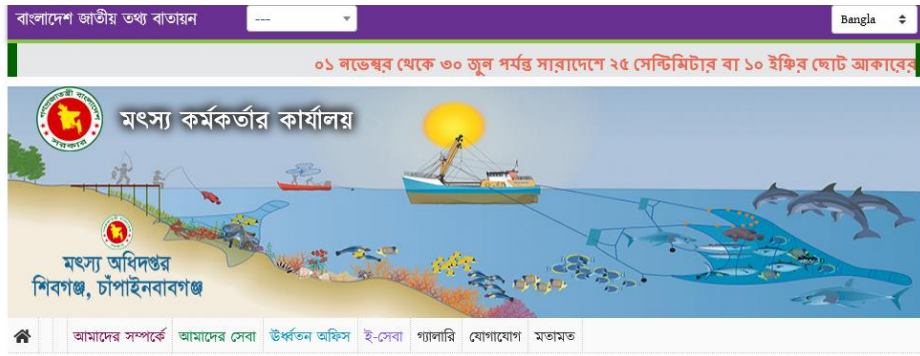 বাংলাদেশ জাতীয় তথ্য বাতায়ন --- Bangla
০১ নভেম্বর থেকে ৩০ জুন পর্যন্ত সারাদেশে ২৫ সেন্টিমিটার বা ১০ ইঞ্চির ছোট আকারের
মৎস্য কর্মকর্তার কার্যালয়
মৎস্য অধিদপ্তর
শিবগঞ্জ, চাঁপাইনবাবগঞ্জ
আমাদের সম্পর্কে আমাদের সেবা ঊর্ধ্বতন অফিস ই-সেবা গ্যালারি যোগাযোগ মতামত